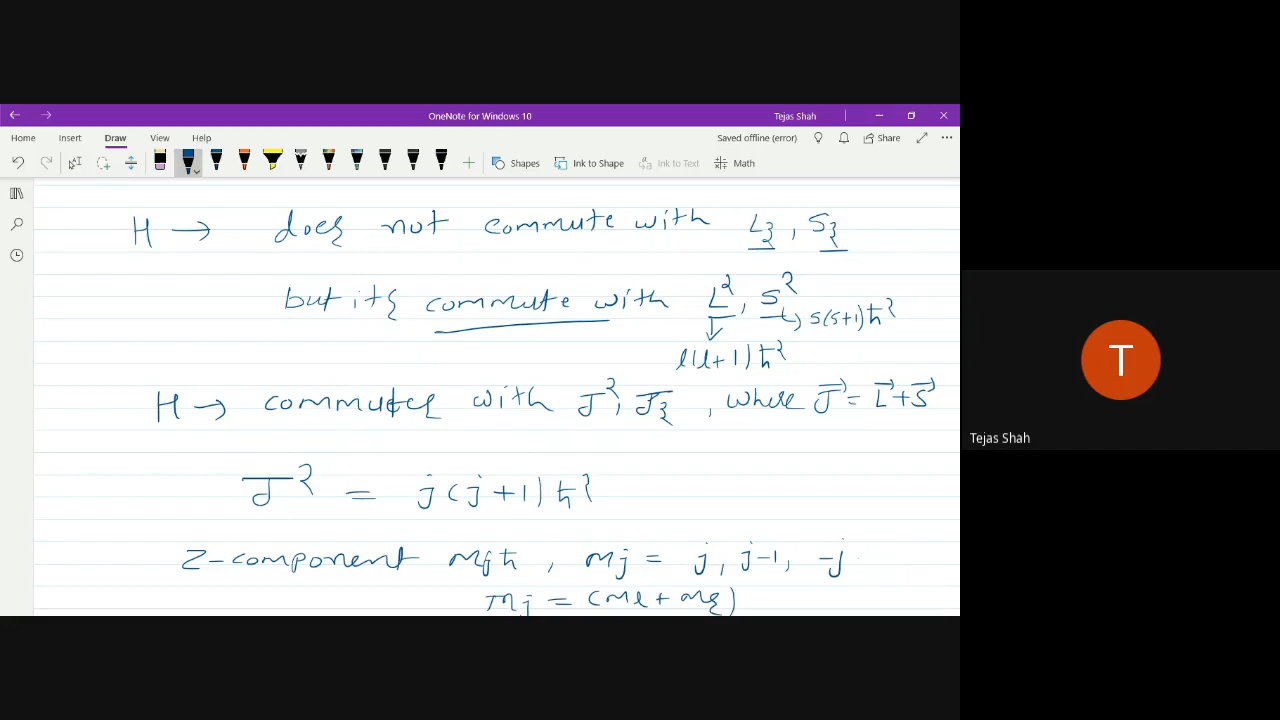 OneNote for Windows 10
Tejas Shah
Home Insert Draw View Help
Saved offline (error)
Share
Shapes Ink to Shape Ink to Text Math
H → does not commute with Lz, Sz
but its commute with L², S²
↳ s(s+1)ħ²
l(l+1)ħ²
H → commutes with J², Jz, where J⃗ = L⃗+S⃗
J² = j(j+1)ħ²
Z-component mjħ, mj = j, j-1, -j
mj = (ml + ms)
T
Tejas Shah